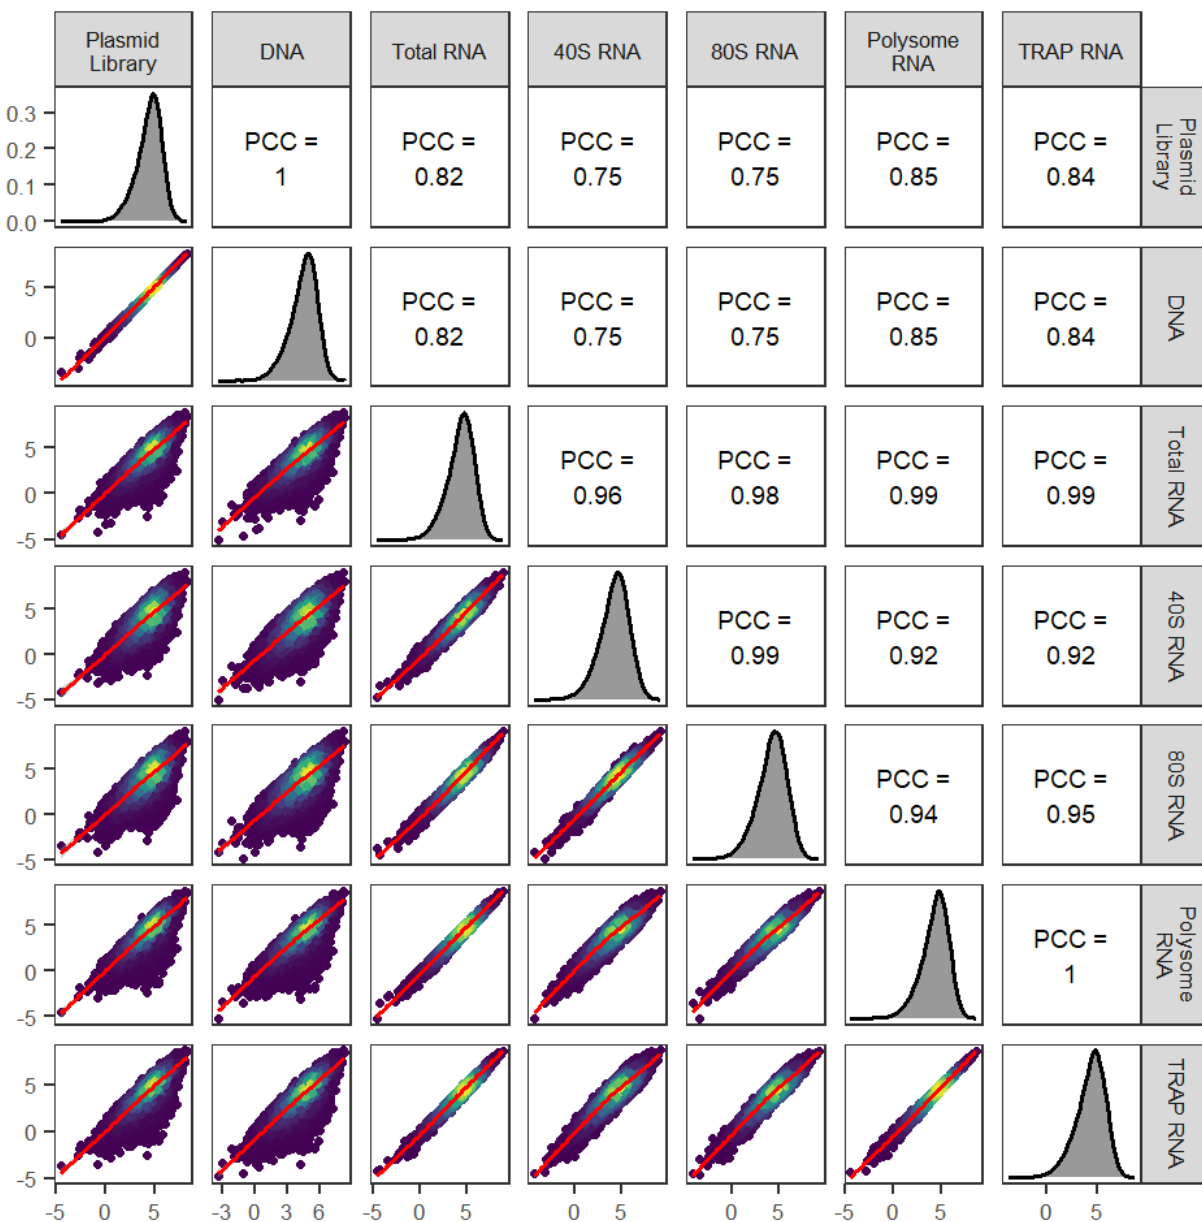 Plasmid
Library
DNA
Total RNA
40S RNA
80S RNA
Polysome
RNA
TRAP RNA
0.3
0.2
0.1
0.0
PCC =
1
PCC =
0.82
PCC =
0.75
PCC =
0.75
PCC =
0.85
PCC =
0.84
Plasmid
Library
5
0
PCC =
0.82
PCC =
0.75
PCC =
0.75
PCC =
0.85
PCC =
0.84
DNA
5
0
-5
PCC =
0.96
PCC =
0.98
PCC =
0.99
PCC =
0.99
Total RNA
5
0
-5
PCC =
0.99
PCC =
0.92
PCC =
0.92
40S RNA
5
0
-5
PCC =
0.94
PCC =
0.95
80S RNA
5
0
-5
PCC =
1
Polysome
RNA
5
0
-5
TRAP RNA
-5 0 5
-3 0 3 6
-5 0 5
0 5
0 5
-5 0 5
0 5